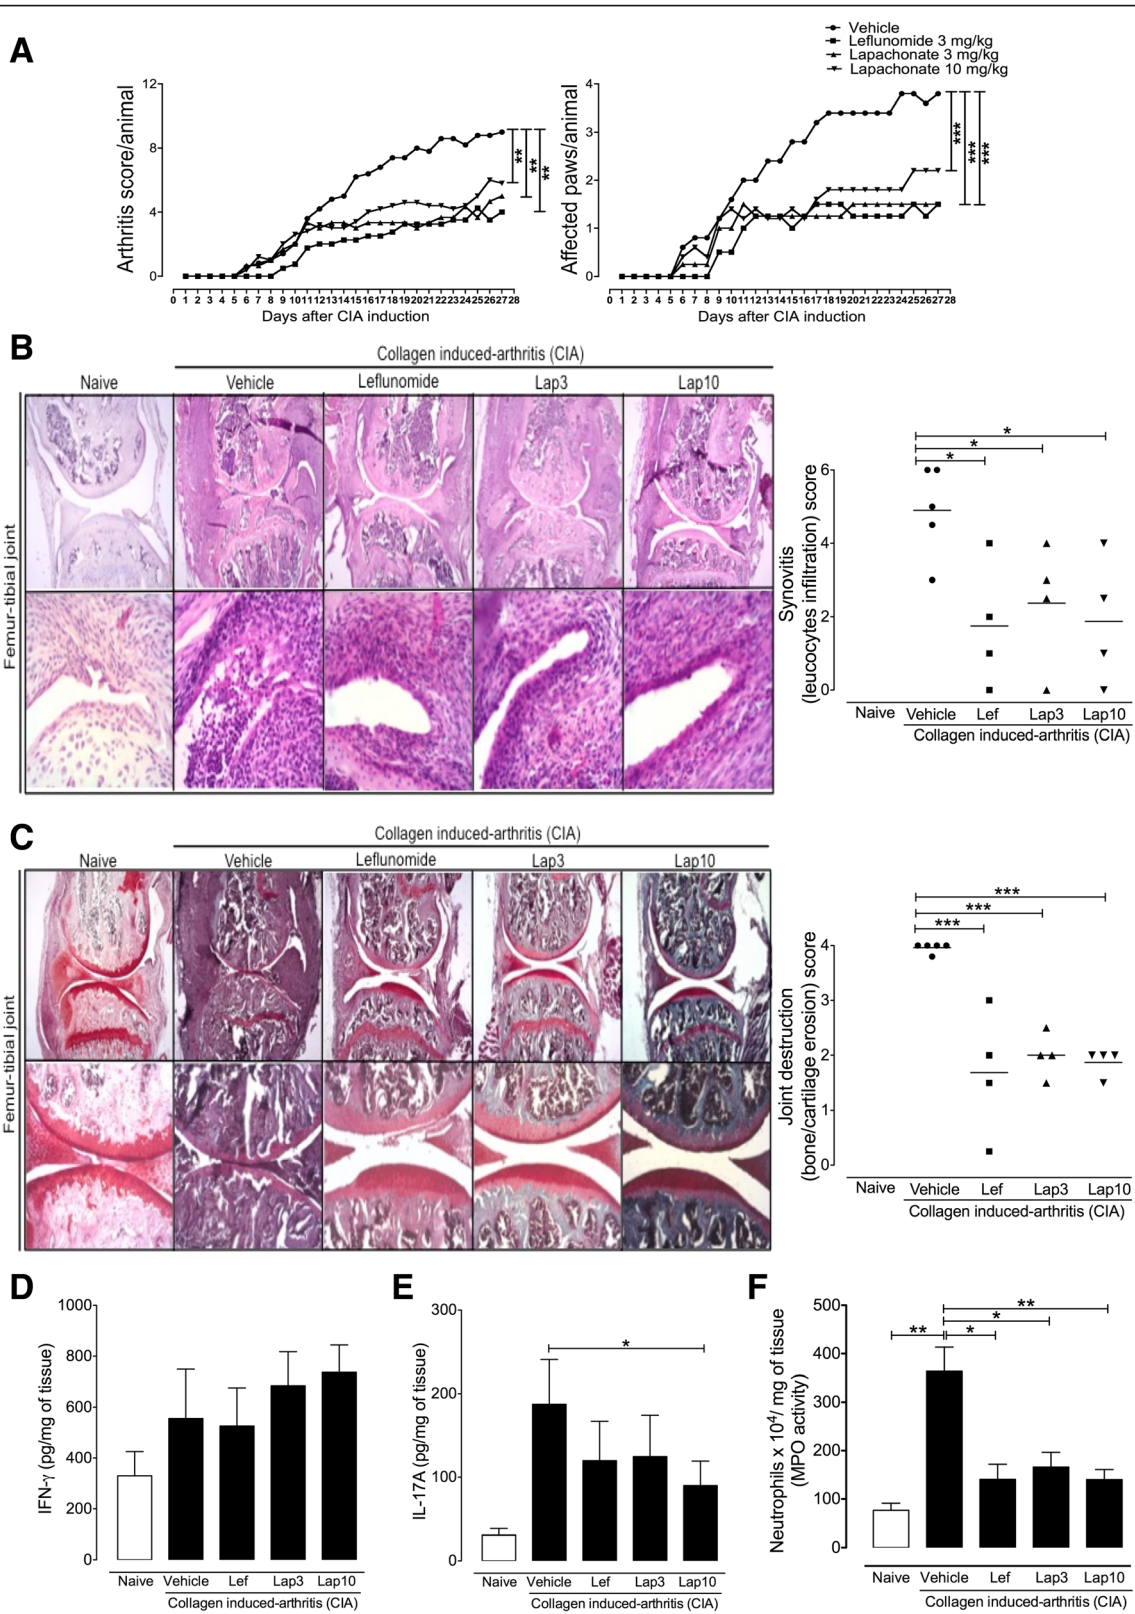 A
Vehicle
Leflunomide 3 mg/kg
Lapachonate 3 mg/kg
Lapachonate 10 mg/kg
Arthritis score/animal
12
8
4
0
** ** **
0 1 2 3 4 5 6 7 8 9 10 11 12 13 14 15 16 17 18 19 20 21 22 23 24 25 26 27 28
Days after CIA induction
Affected paws/animal
4
3
2
1
0
*** *** ***
0 1 2 3 4 5 6 7 8 9 10 11 12 13 14 15 16 17 18 19 20 21 22 23 24 25 26 27 28
Days after CIA induction
B
Collagen induced-arthritis (CIA)
Naive Vehicle Leflunomide Lap3 Lap10
Femur-tibial joint
Synovitis
(leucocytes infiltration) score
*
*
*
6
4
2
0
Naive Vehicle Lef Lap3 Lap10
Collagen induced-arthritis (CIA)
C
Collagen induced-arthritis (CIA)
Naive Vehicle Leflunomide Lap3 Lap10
Femur-tibial joint
Joint destruction
(bone/cartilage erosion) score
***
***
***
4
3
2
1
0
Naive Vehicle Lef Lap3 Lap10
Collagen induced-arthritis (CIA)
D
IFN-γ (pg/mg of tissue)
1000
800
600
400
200
0
Naive Vehicle Lef Lap3 Lap10
Collagen induced-arthritis (CIA)
E
IL-17A (pg/mg of tissue)
300
200
100
0
*
Naive Vehicle Lef Lap3 Lap10
Collagen induced-arthritis (CIA)
F
Neutrophils x 10⁴/ mg of tissue
(MPO activity)
500
400
300
200
100
0
**
*
** *
Naive Vehicle Lef Lap3 Lap10
Collagen induced-arthritis (CIA)